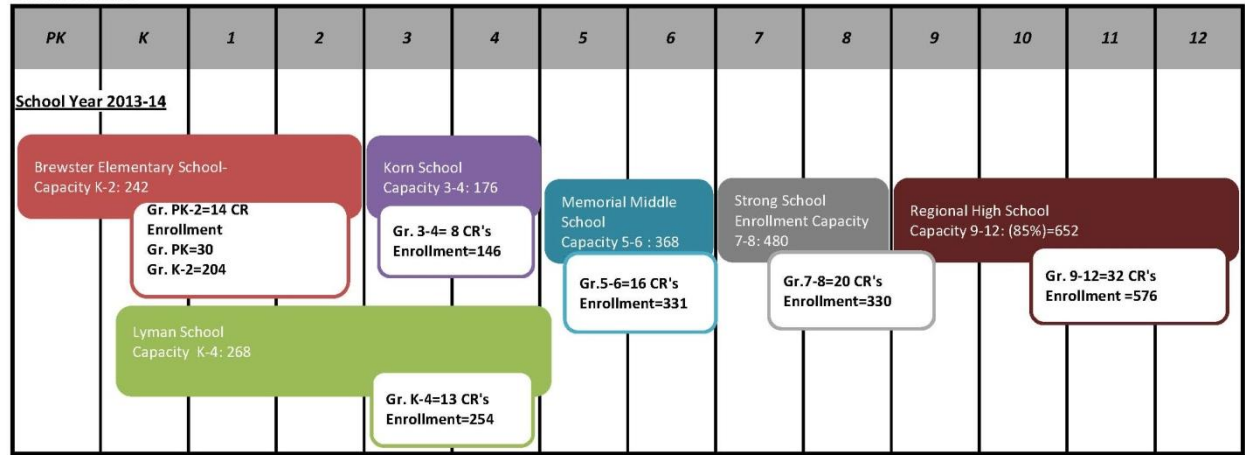 PK K 1 2 3 4 5 6 7 8 9 10 11 12
School Year 2013-14
Brewster Elementary School-
Capacity K-2: 242
Gr. PK-2=14 CR
Enrollment
Gr. PK=30
Gr. K-2=204
Korn School
Capacity 3-4: 176
Gr. 3-4= 8 CR's
Enrollment=146
Memorial Middle
School
Capacity 5-6 : 368
Gr.5-6=16 CR's
Enrollment=331
Strong School
Enrollment Capacity
7-8: 480
Gr.7-8=20 CR's
Enrollment=330
Regional High School
Capacity 9-12: (85%)=652
Gr. 9-12=32 CR's
Enrollment =576
Lyman School
Capacity  K-4: 268
Gr. K-4=13 CR's
Enrollment=254